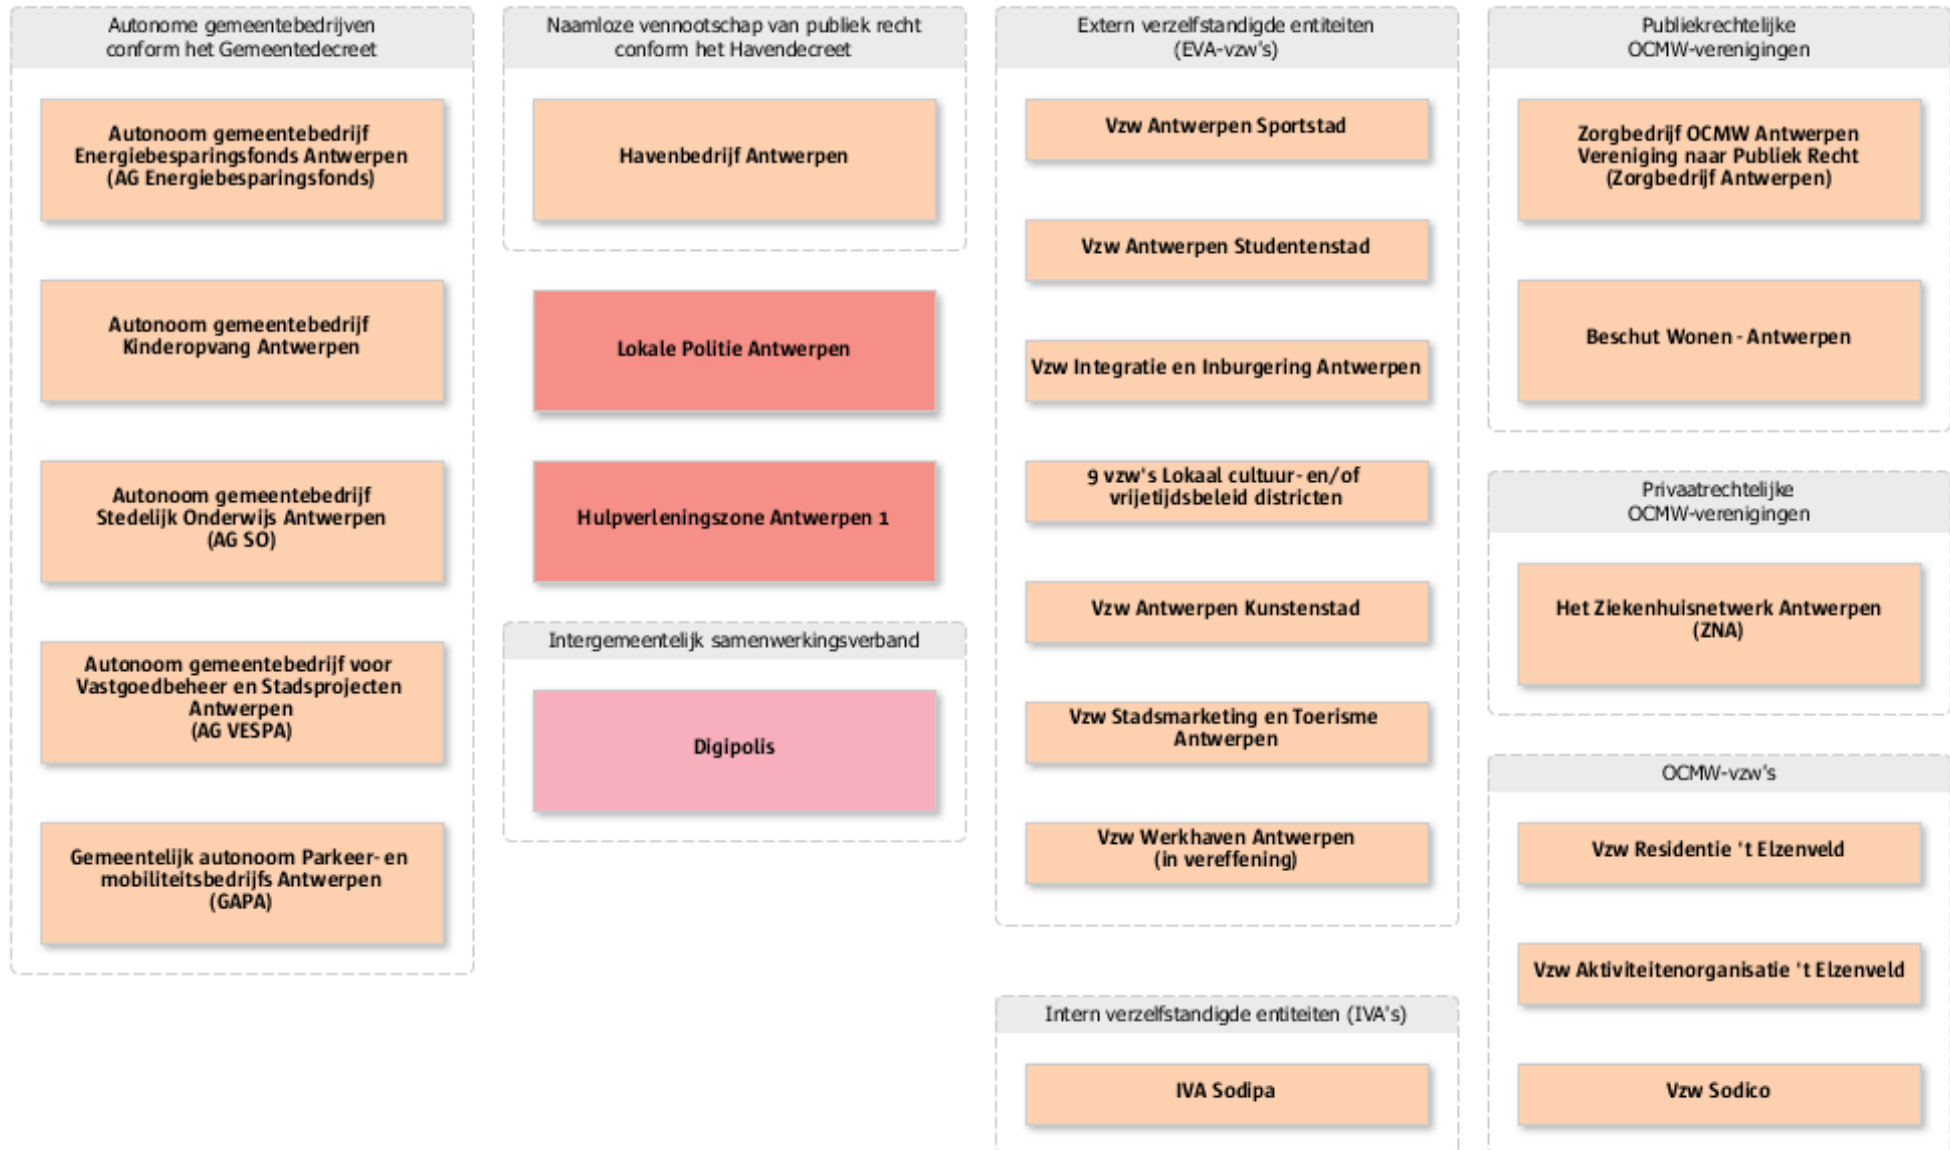 Autonome gemeentebedrijven
conform het Gemeentedecreet
Autonoom gemeentebedrijf
Energiebesparingsfonds Antwerpen
(AG Energiebesparingsfonds)
Autonoom gemeentebedrijf
Kinderopvang Antwerpen
Autonoom gemeentebedrijf
Stedelijk Onderwijs Antwerpen
(AG SO)
Autonoom gemeentebedrijf voor
Vastgoedbeheer en Stadsprojecten
Antwerpen
(AG VESPA)
Gemeentelijk autonoom Parkeer- en
mobiliteitsbedrijfs Antwerpen
(GAPA)
Naamloze vennootschap van publiek recht
conform het Havendecreet
Havenbedrijf Antwerpen
Lokale Politie Antwerpen
Hulpverleningszone Antwerpen 1
Intergemeentelijk samenwerkingsverband
Digipolis
Extern verzelfstandigde entiteiten
(EVA-vzw's)
Vzw Antwerpen Sportstad
Vzw Antwerpen Studentenstad
Vzw Integratie en Inburgering Antwerpen
9 vzw's Lokaal cultuur- en/of
vrijetijdsbeleid districten
Vzw Antwerpen Kunstenstad
Vzw Stadsmarketing en Toerisme
Antwerpen
Vzw Werkhaven Antwerpen
(in vereffening)
Intern verzelfstandigde entiteiten (IVA's)
IVA Sodipa
Publiekrechtelijke
OCMW-verenigingen
Zorgbedrijf OCMW Antwerpen
Vereniging naar Publiek Recht
(Zorgbedrijf Antwerpen)
Beschut Wonen - Antwerpen
Privaatrechtelijke
OCMW-verenigingen
Het Ziekenhuisnetwerk Antwerpen
(ZNA)
OCMW-vzw's
Vzw Residentie 't Elzenveld
Vzw Aktiviteitenorganisatie 't Elzenveld
Vzw Sodico